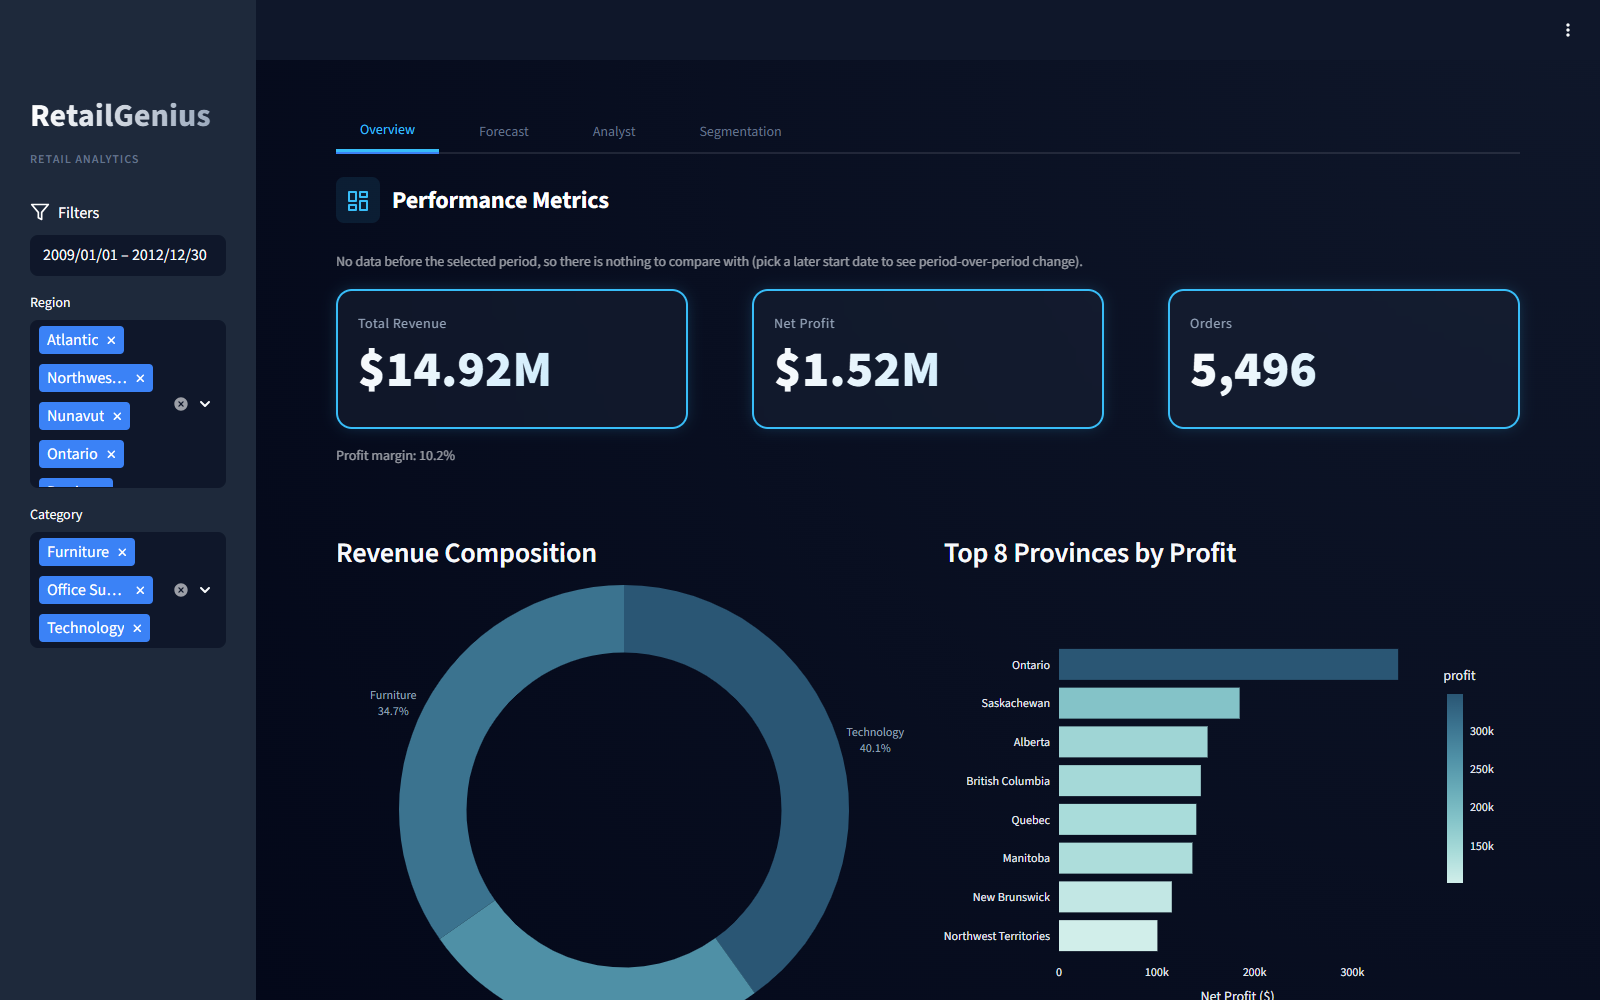 RetailGenius
RETAIL ANALYTICS
Filters
2009/01/01 – 2012/12/30
Region
Atlantic
Northwes...
Nunavut
Ontario
Category
Furniture
Office Su...
Technology
Overview
Forecast
Analyst
Segmentation
Performance Metrics
No data before the selected period, so there is nothing to compare with (pick a later start date to see period-over-period change).
Total Revenue
$14.92M
Net Profit
$1.52M
Orders
5,496
Profit margin: 10.2%
Revenue Composition
Furniture
34.7%
Technology
40.1%
Top 8 Provinces by Profit
Ontario
Saskachewan
Alberta
British Columbia
Quebec
Manitoba
New Brunswick
Northwest Territories
0
100k
200k
300k
Net Profit ($)
profit
300k
250k
200k
150k